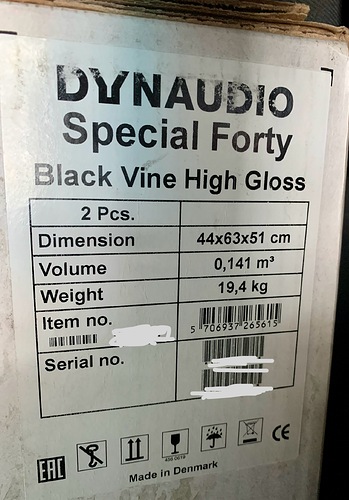 DYNAUDIO
Special Forty
Black Vine High Gloss
2 Pcs.
Dimension 44x63x51 cm
Volume 0,141 m³
Weight 19,4 kg
Item no.
5 706937 265615
Serial no.
EAC
CE
Made in Denmark